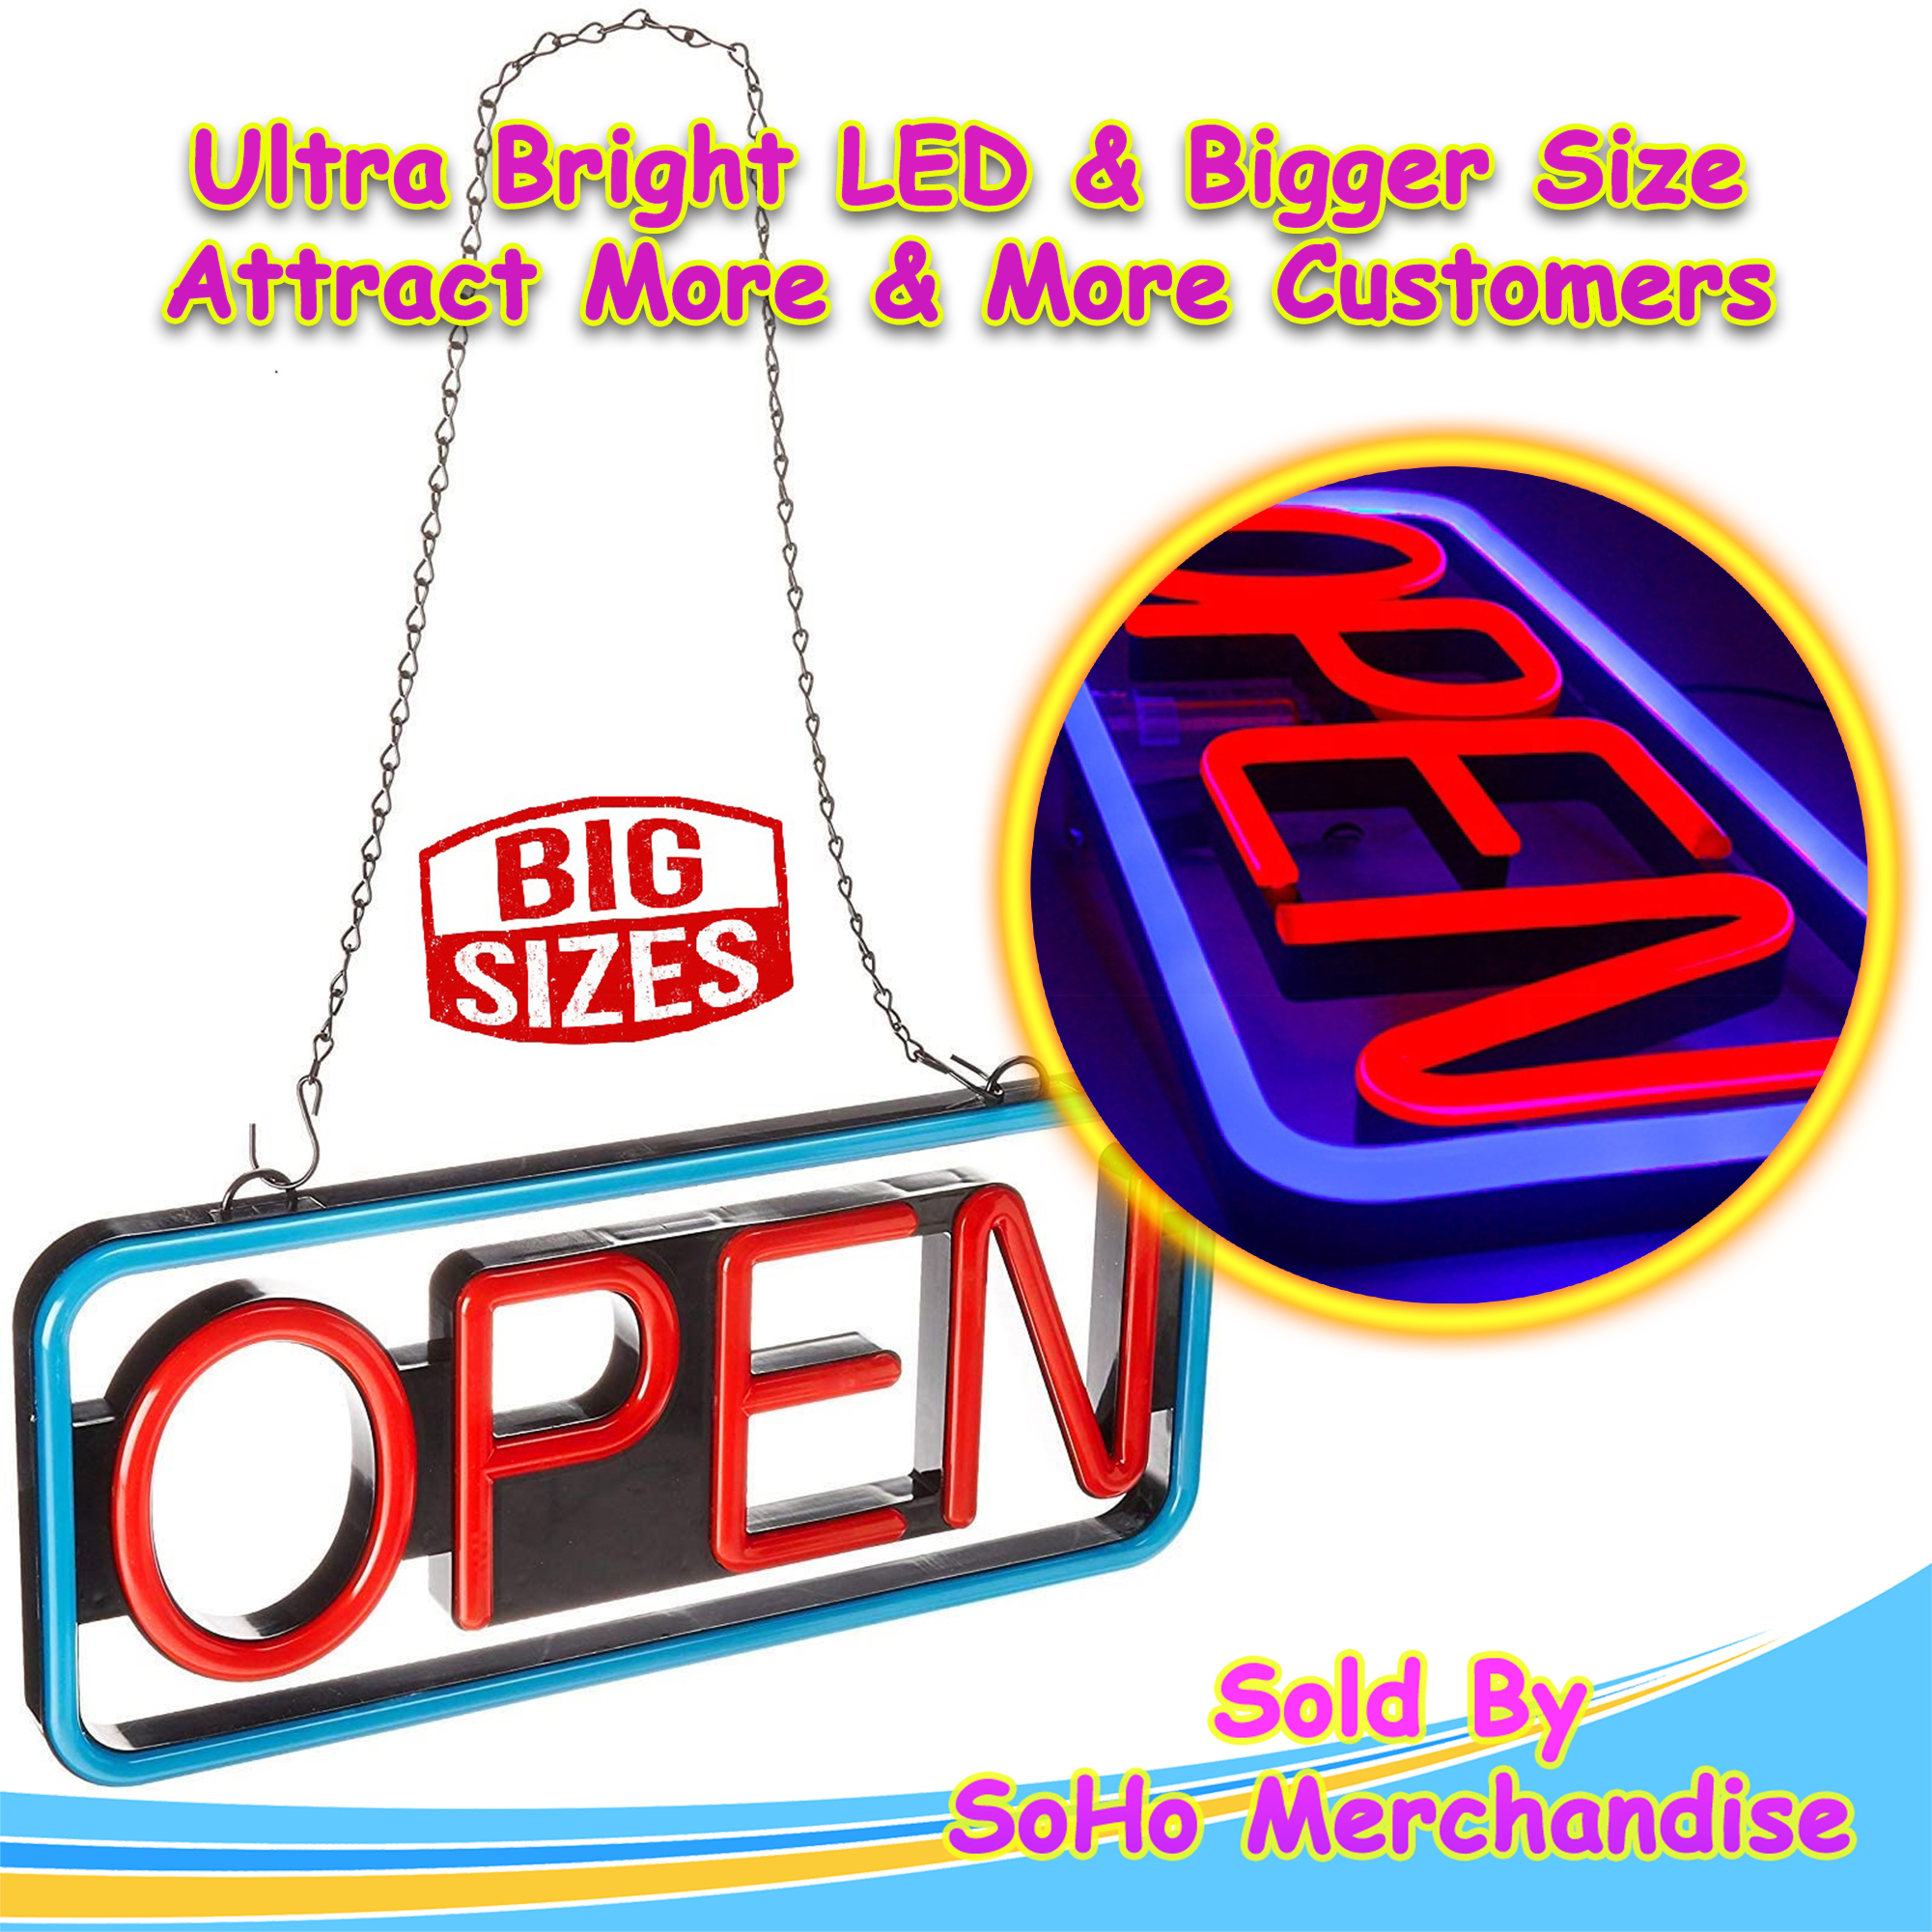 Ultra Bright LED & Bigger Size
Attract More & More Customers
BIG
SIZES
OPEN
OPEN
Sold By
SoHo Merchandise